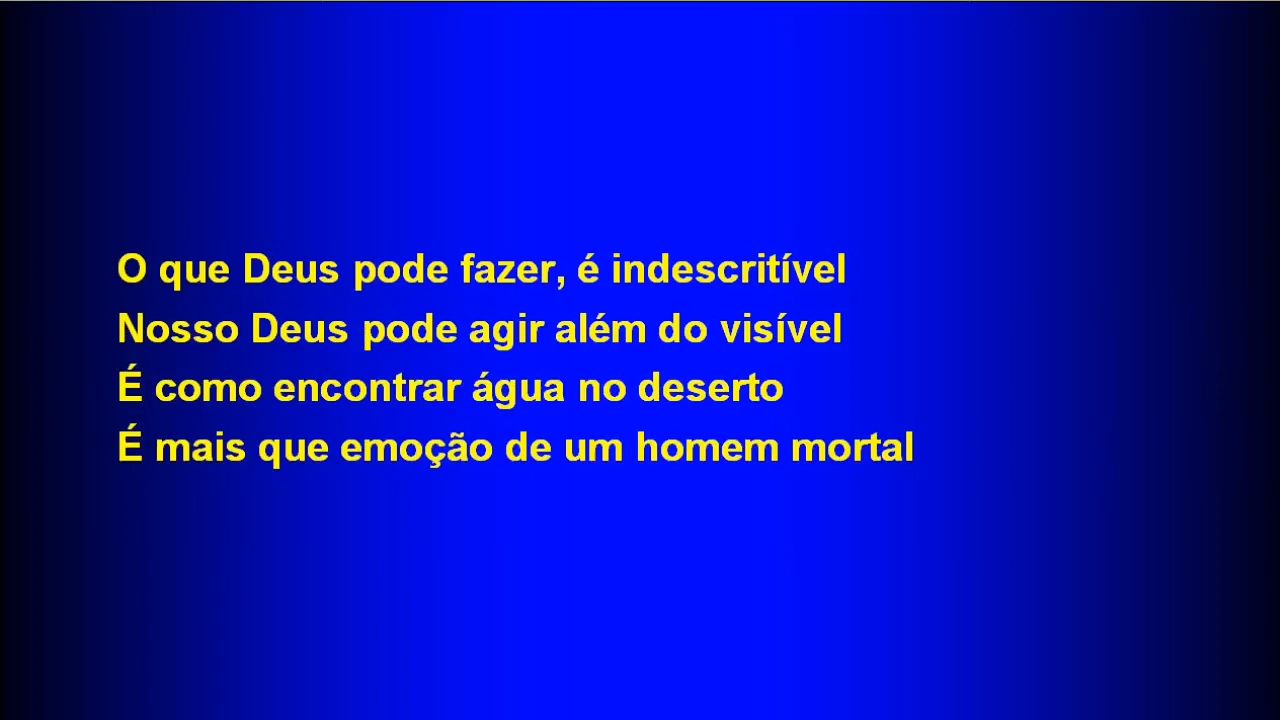 O que Deus pode fazer, é indescritível
Nosso Deus pode agir além do visível
É como encontrar água no deserto
É mais que emoção de um homem mortal